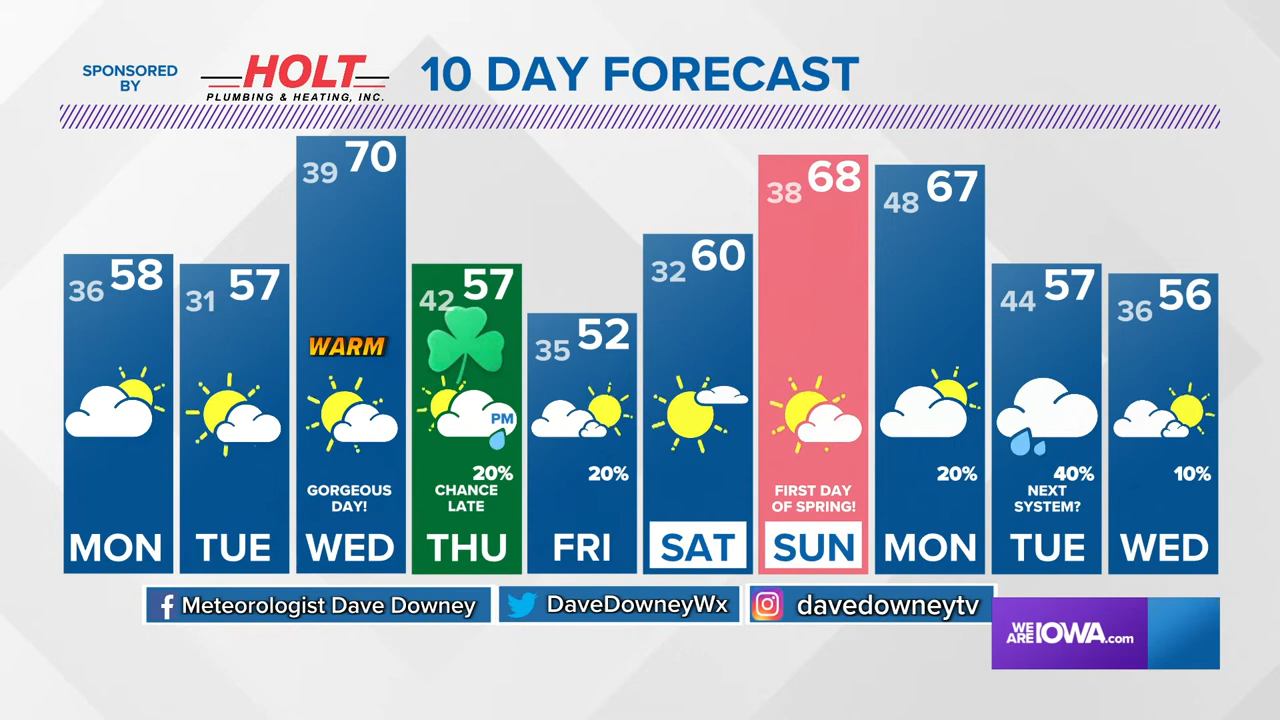 SPONSORED
BY
HOLT
PLUMBING & HEATING, INC.
10 DAY FORECAST
36 58
MON
31 57
TUE
39 70
WARM
GORGEOUS
DAY!
WED
42 57
PM
20%
CHANCE
LATE
THU
35 52
20%
FRI
32 60
SAT
38 68
FIRST DAY
OF SPRING!
SUN
48 67
20%
MON
44 57
40%
NEXT
SYSTEM?
TUE
36 56
10%
WED
f Meteorologist Dave Downey
DaveDowneyWx
davedowneytv
WE
ARE IOWA.com